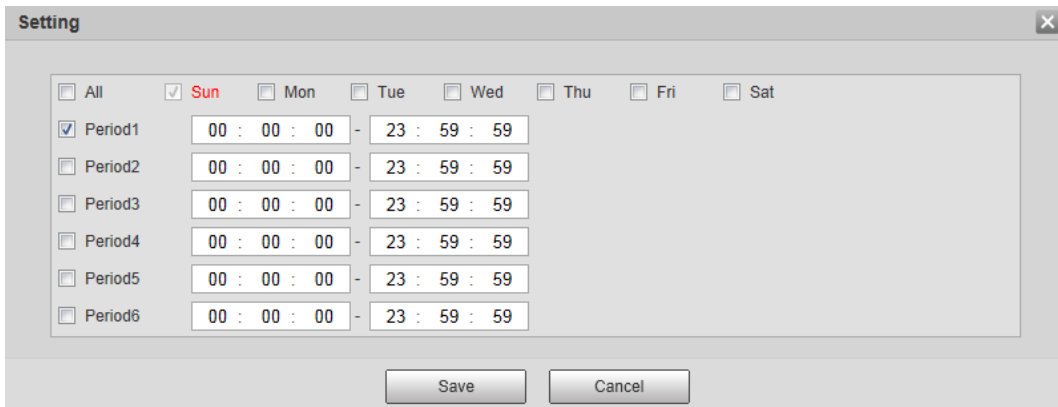 Setting
All Sun Mon Tue Wed Thu Fri Sat
Period1 00 : 00 : 00 - 23 : 59 : 59
Period2 00 : 00 : 00 - 23 : 59 : 59
Period3 00 : 00 : 00 - 23 : 59 : 59
Period4 00 : 00 : 00 - 23 : 59 : 59
Period5 00 : 00 : 00 - 23 : 59 : 59
Period6 00 : 00 : 00 - 23 : 59 : 59
Save Cancel